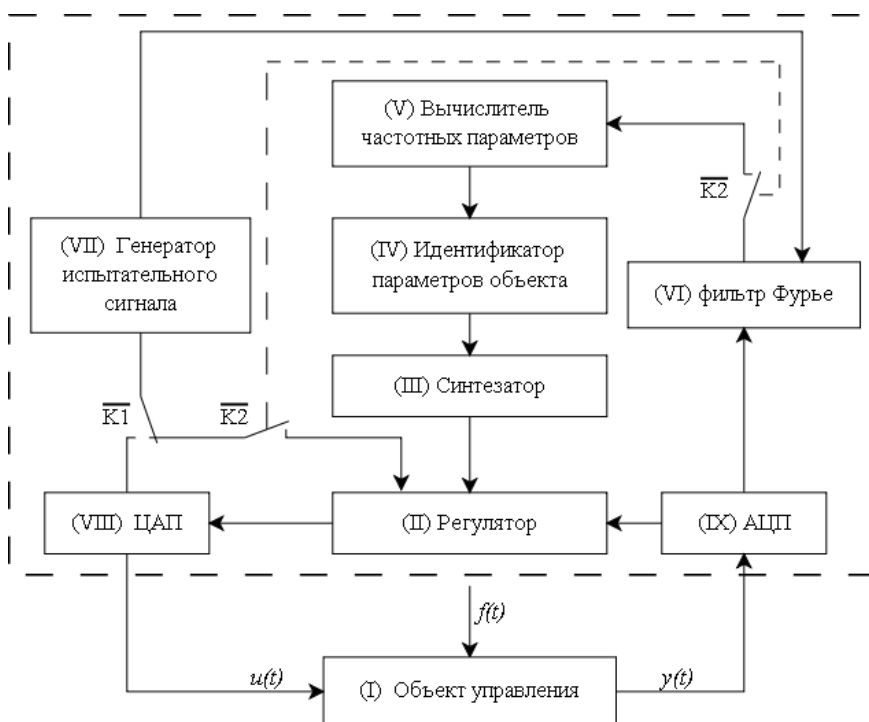 (V) Вычислитель
частотных параметров
K2
(VII) Генератор
испытательного
сигнала
(IV) Идентификатор
параметров объекта
(VI) фильтр Фурье
(III) Синтезатор
K1
K2
(VIII) ЦАП
(II) Регулятор
(IX) АЦП
f(t)
u(t)
(I) Объект управления
y(t)